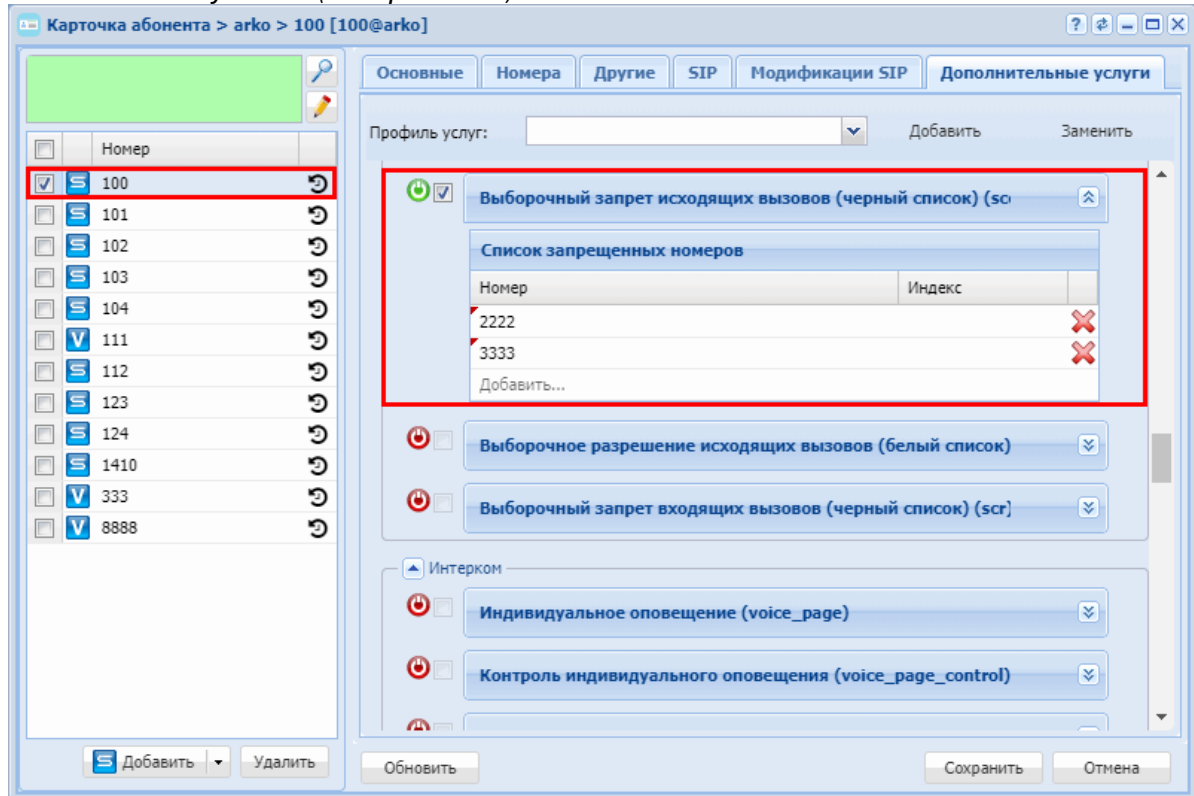 Карточка абонента > arko > 100 [100@arko]
Основные Номера Другие SIP Модификации SIP Дополнительные услуги
Профиль услуг: Добавить Заменить
Номер
100
101
102
103
104
111
112
123
124
1410
333
8888
Выборочный запрет исходящих вызовов (черный список) (sc
Список запрещенных номеров
Номер Индекс
2222
3333
Добавить...
Выборочное разрешение исходящих вызовов (белый список)
Выборочный запрет входящих вызовов (черный список) (scr)
Интерком
Индивидуальное оповещение (voice_page)
Контроль индивидуального оповещения (voice_page_control)
Добавить Удалить
Обновить Сохранить Отмена